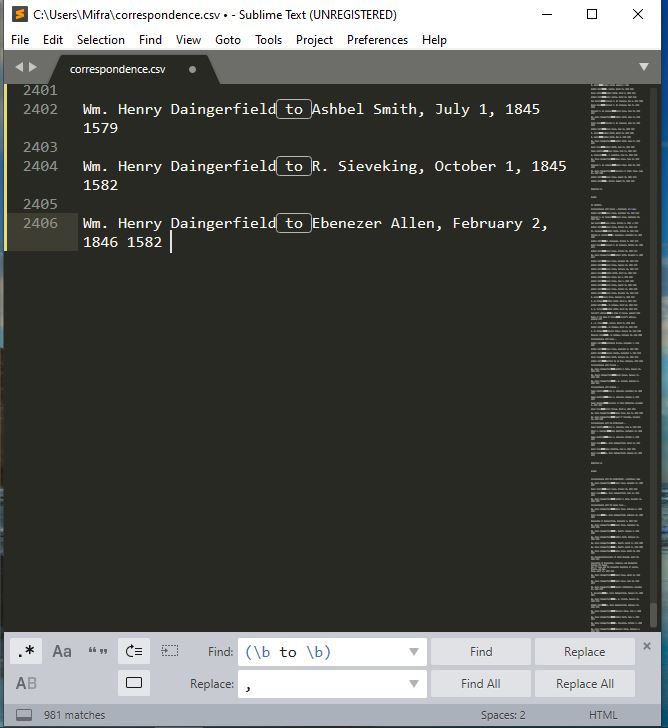 C:\Users\Mifra\correspondence.csv • - Sublime Text (UNREGISTERED)
File Edit Selection Find View Goto Tools Project Preferences Help
correspondence.csv
2401
2402 Wm. Henry Daingerfield to Ashbel Smith, July 1, 1845
1579
2403
2404 Wm. Henry Daingerfield to R. Sieveking, October 1, 1845
1582
2405
2406 Wm. Henry Daingerfield to Ebenezer Allen, February 2,
1846 1582
.* Aa “” Find: (\b to \b) Find Replace
AB Replace: , Find All Replace All
981 matches Spaces: 2 HTML